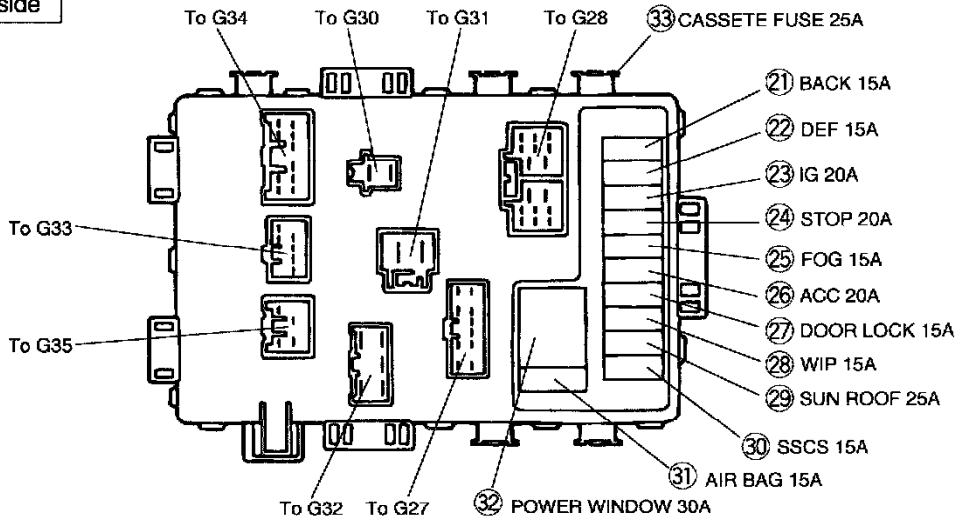 side
To G34
To G30
To G31
To G28
33 CASSETE FUSE 25A
21 BACK 15A
22 DEF 15A
23 IG 20A
24 STOP 20A
25 FOG 15A
26 ACC 20A
27 DOOR LOCK 15A
28 WIP 15A
29 SUN ROOF 25A
30 SSCS 15A
31 AIR BAG 15A
32 POWER WINDOW 30A
To G33
To G35
To G32
To G27